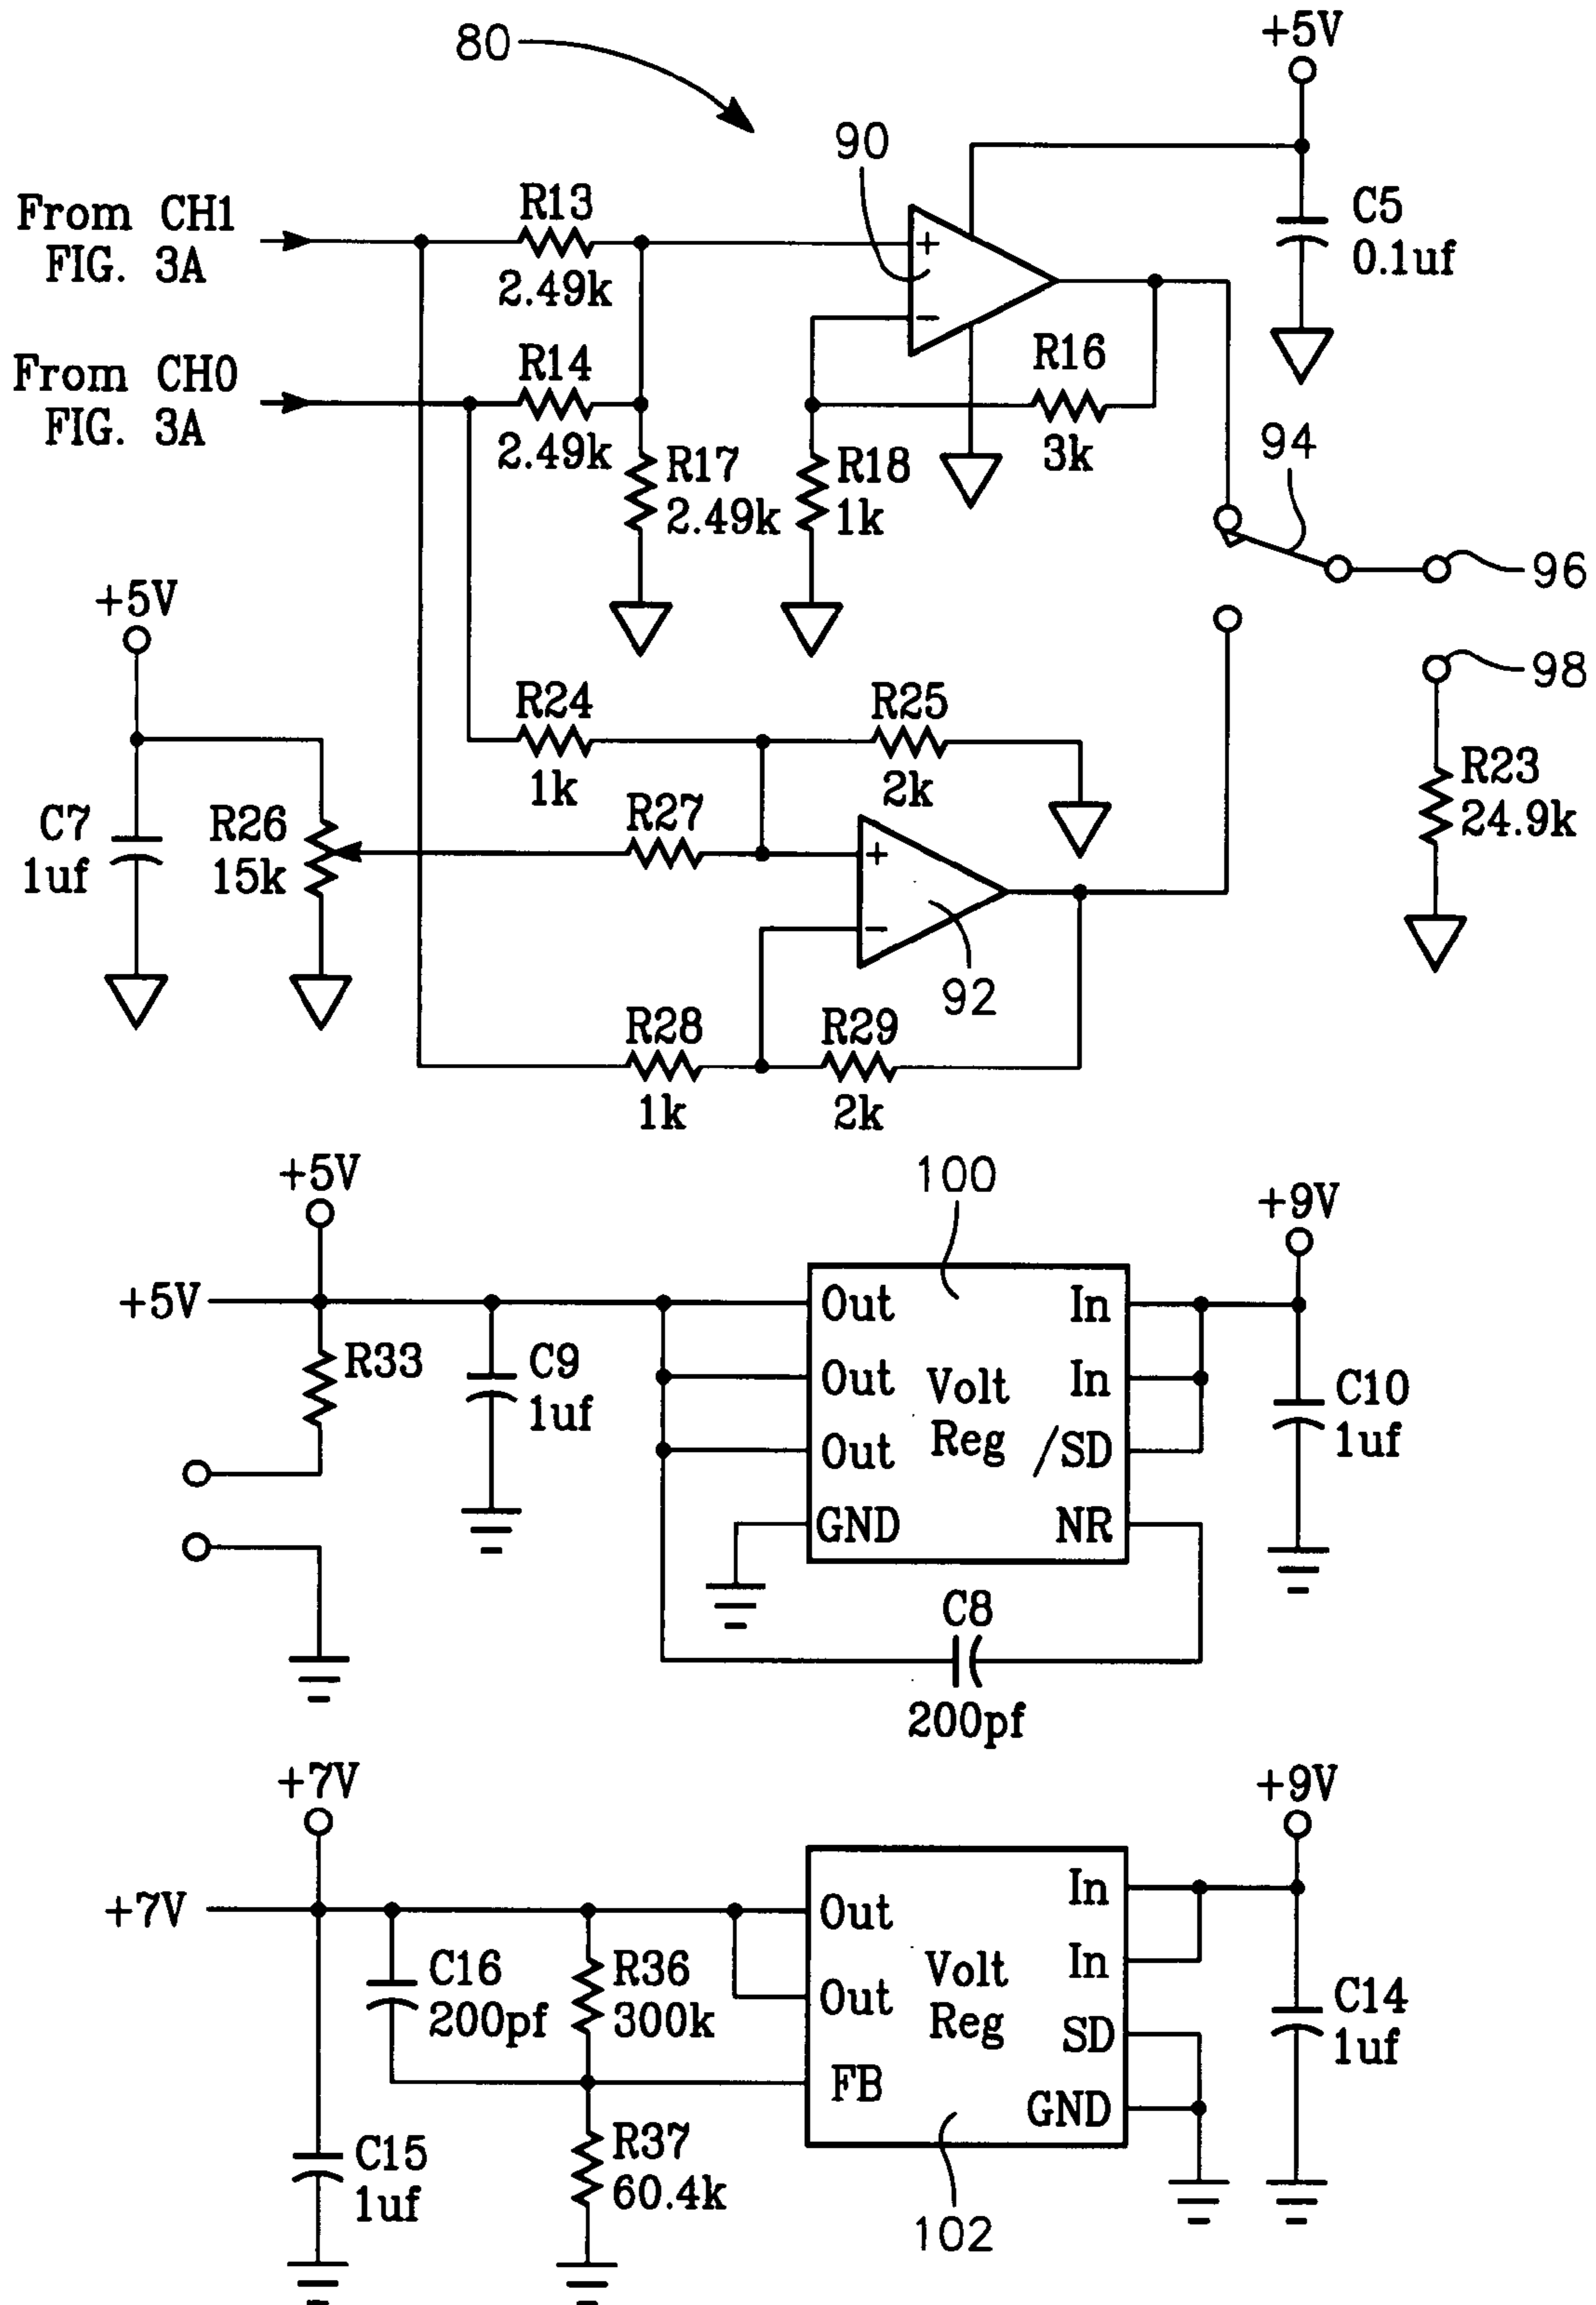 80
+5V
90
From CH1
FIG. 3A
R13
2.49k
+
−
C5
0.1uf
From CH0
FIG. 3A
R14
2.49k
R16
3k
R17
2.49k
R18
1k
94
96
+5V
98
R24
1k
R25
2k
R23
24.9k
C7
1uf
R26
15k
R27
+
−
92
R28
1k
R29
2k
+5V
100
+9V
+5V
Out
In
R33
C9
1uf
Out
In
Volt
Reg
C10
1uf
Out
/SD
GND
NR
C8
200pf
+7V
+9V
+7V
Out
In
C16
200pf
R36
300k
Out
In
Volt
Reg
C14
1uf
SD
FB
GND
C15
1uf
R37
60.4k
102